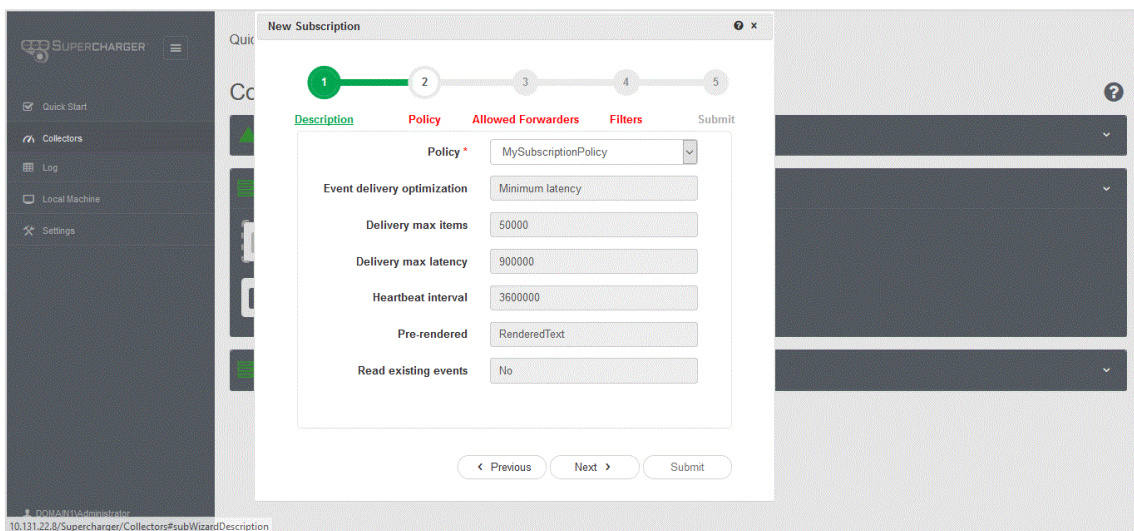 SUPERCHARGER
Quick Start
Collectors
Log
Local Machine
Settings
DOMAIN1\Administrator
10.131.22.8/Supercharger/Collectors#subWizardDescription
Quic
Co
New Subscription
1
2
3
4
5
Description
Policy
Allowed Forwarders
Filters
Submit
Policy * MySubscriptionPolicy
Event delivery optimization Minimum latency
Delivery max items 50000
Delivery max latency 900000
Heartbeat interval 3600000
Pre-rendered RenderedText
Read existing events No
Previous
Next
Submit